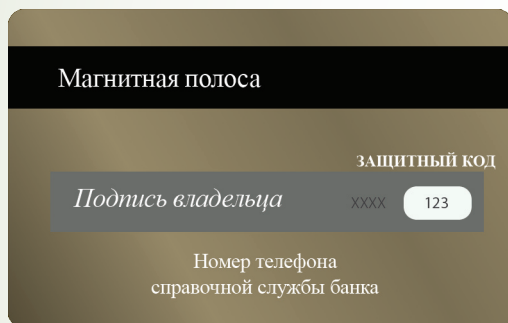 Магнитная полоса
ЗАЩИТНЫЙ КОД
Подпись владельца XXXX 123
Номер телефона
справочной службы банка